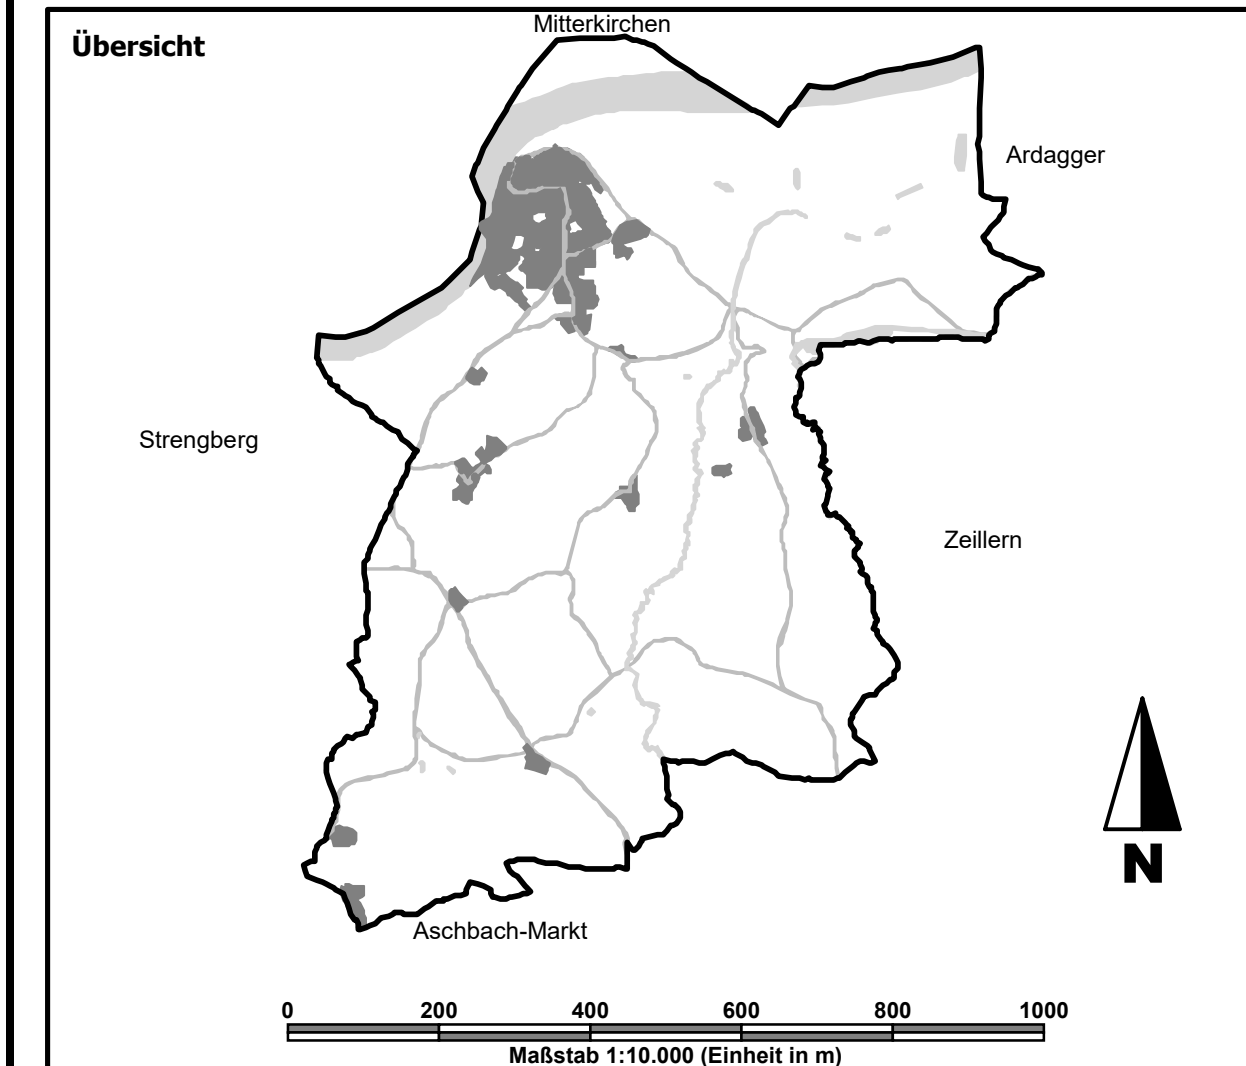 Mitterkirchen
Übersicht
Ardagger
Strengberg
Zeillern
N
Aschbach-Markt
0 200 400 600 800 1000
Maßstab 1:10.000 (Einheit in m)